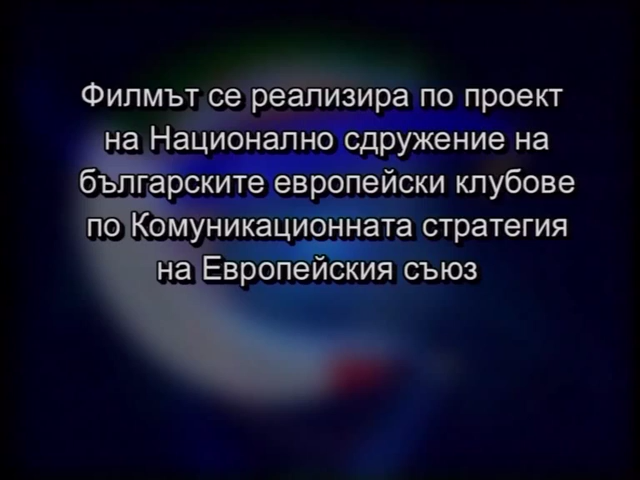 Филмът се реализира по проект
на Национално сдружение на
българските европейски клубове
по Комуникационната стратегия
на Европейския съюз